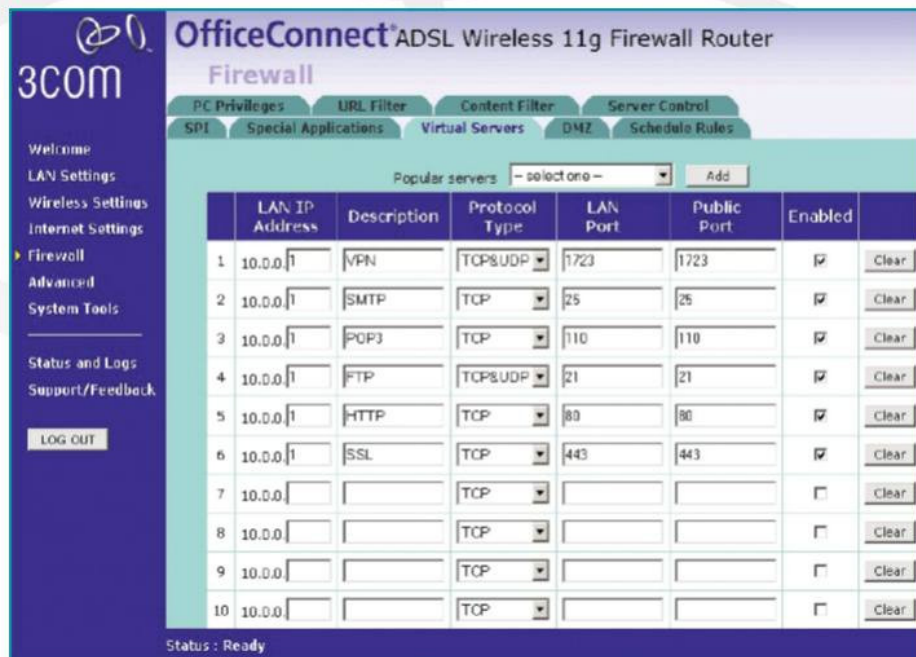 3COM
OfficeConnect ADSL Wireless 11g Firewall Router
Firewall
PC Privileges URL Filter Content Filter Server Control
SPI Special Applications Virtual Servers DMZ Schedule Rules
Welcome
LAN Settings
Wireless Settings
Internet Settings
Firewall
Advanced
System Tools
Status and Logs
Support/Feedback
LOG OUT
Popular servers -- select one -- Add
LAN IP Address Description Protocol Type LAN Port Public Port Enabled
1 10.0.0.1 VPN TCP&UDP 1723 1723 Clear
2 10.0.0.1 SMTP TCP 25 25 Clear
3 10.0.0.1 POP3 TCP 110 110 Clear
4 10.0.0.1 FTP TCP&UDP 21 21 Clear
5 10.0.0.1 HTTP TCP 80 80 Clear
6 10.0.0.1 SSL TCP 443 443 Clear
7 10.0.0. TCP Clear
8 10.0.0. TCP Clear
9 10.0.0. TCP Clear
10 10.0.0. TCP Clear
Status : Ready